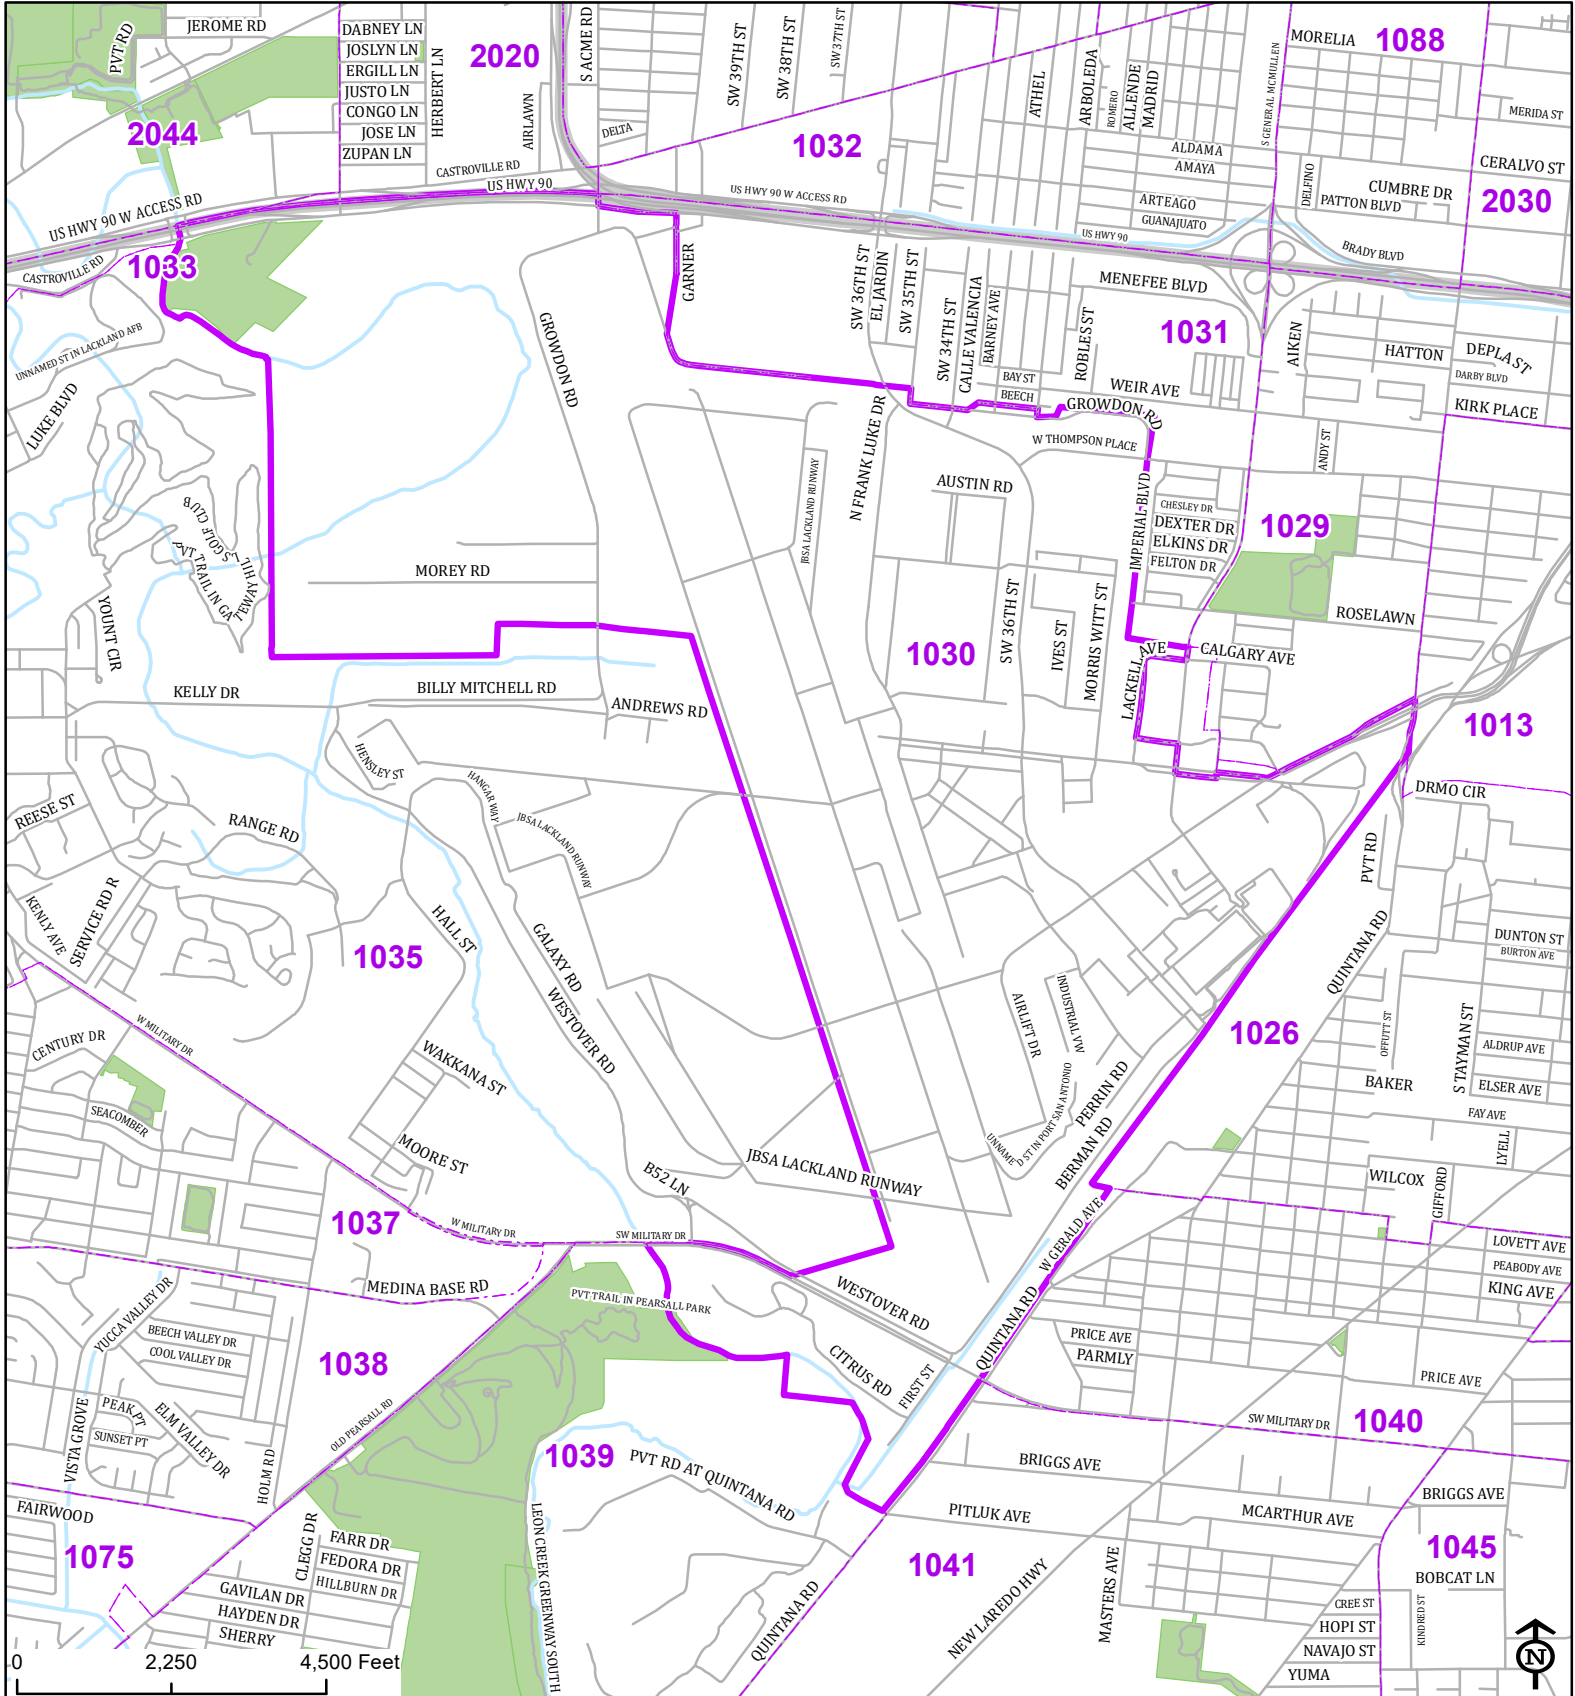 JEROME RD
PVT RD
DABNEY LN
JOSLYN LN
ERGILL LN
JUSTO LN
CONGO LN
JOSE LN
ZUPAN LN
HERBERT LN
2020
S ACME RD
AIRLAWN
DELTA
CASTROVILLE RD
US HWY 90
SW 39TH ST
SW 38TH ST
SW 37TH ST
1032
US HWY 90 W ACCESS RD
ATHEL
ARBOLEDA
ROMERO
ALLENDE
MADRID
S GENERAL MCMULLEN
MORELIA
1088
MERIDA ST
CERALVO ST
2030
ALDAMA
AMAYA
ARTEAGO
GUANAJUATO
US HWY 90
DELFINO
CUMBRE DR
PATTON BLVD
BRADY BLVD
2044
US HWY 90 W ACCESS RD
CASTROVILLE RD
1033
UNNAMED ST IN LACKLAND AFB
LUKE BLVD
GARNER
GROWDON RD
SW 36TH ST
EL JARDIN
SW 35TH ST
SW 34TH ST
CALLE VALENCIA
BARNEY AVE
MENEFEE BLVD
ROBLES ST
1031
AIKEN
HATTON
DEPLA ST
DARBY BLVD
KIRK PLACE
BAY ST
BEECH
WEIR AVE
GROWDON RD
W THOMPSON PLACE
ANDY ST
N FRANK LUKE DR
JBSA LACKLAND RUNWAY
AUSTIN RD
IMPERIAL BLVD
CHESLEY DR
DEXTER DR
ELKINS DR
FELTON DR
1029
ROSELAWN
PVT TRAIL IN GATEWAY HILLS GOLF CLUB
MOREY RD
YOUNT CIR
1030
SW 36TH ST
IVES ST
MORRIS WITT ST
LACKELL AVE
CALGARY AVE
1013
KELLY DR
BILLY MITCHELL RD
ANDREWS RD
HENSLEY ST
HANGAR WAY
JBSA LACKLAND RUNWAY
DRMO CIR
REESE ST
RANGE RD
PVT RD
KENLY AVE
SERVICE RD R
1035
HALL ST
GALAXY RD
WESTOVER RD
QUINTANA RD
DUNTON ST
BURTON AVE
AIRLIFT DR
INDUSTRIAL VW
1026
OFFUTT ST
S TAYMAN ST
ALDRUP AVE
ELSER AVE
BAKER
FAY AVE
LYELL
CENTURY DR
W MILITARY DR
WAKKANA ST
SEACOMBER
MOORE ST
UNNAMED ST IN PORT SAN ANTONIO
PERRIN RD
BERMAN RD
WILCOX
GIFFORD
B52 LN
JBSA LACKLAND RUNWAY
1037
W MILITARY DR
SW MILITARY DR
W GERALD AVE
LOVETT AVE
PEABODY AVE
KING AVE
MEDINA BASE RD
PVT TRAIL IN PEARSALL PARK
WESTOVER RD
YUCCA VALLEY DR
BEECH VALLEY DR
COOL VALLEY DR
1038
CITRUS RD
FIRST ST
QUINTANA RD
PRICE AVE
PARMLY
PRICE AVE
PEAK PT
SUNSET PT
ELM VALLEY DR
VISTA GROVE
OLD PEARSALL RD
SW MILITARY DR
1040
HOLM RD
1039
PVT RD AT QUINTANA RD
BRIGGS AVE
BRIGGS AVE
FAIRWOOD
1075
PITLUK AVE
MCARTHUR AVE
1045
BOBCAT LN
CLEGG DR
FARR DR
FEDORA DR
HILLBURN DR
GAVILAN DR
HAYDEN DR
SHERRY
LEON CREEK GREENWAY SOUTH
1041
QUINTANA RD
NEW LAREDO HWY
MASTERS AVE
CREE ST
HOPI ST
NAVAJO ST
YUMA
KINDRED ST
N
0 2,250 4,500 Feet